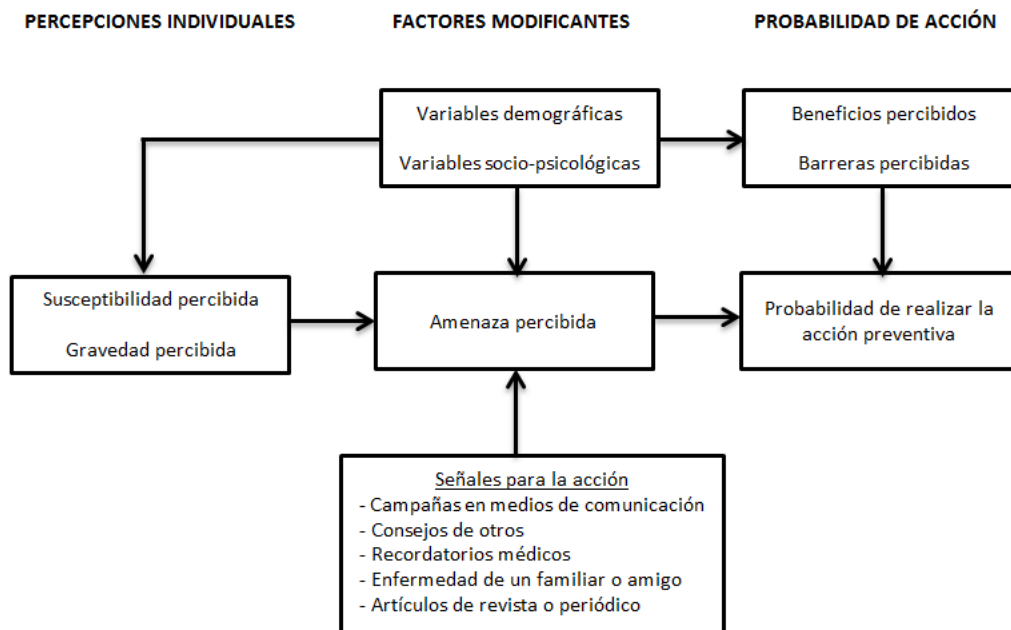 PERCEPCIONES INDIVIDUALES
FACTORES MODIFICANTES
PROBABILIDAD DE ACCIÓN
Variables demográficas
Variables socio-psicológicas
Beneficios percibidos
Barreras percibidas
Susceptibilidad percibida
Gravedad percibida
Amenaza percibida
Probabilidad de realizar la
acción preventiva
Señales para la acción
- Campañas en medios de comunicación
- Consejos de otros
- Recordatorios médicos
- Enfermedad de un familiar o amigo
- Artículos de revista o periódico